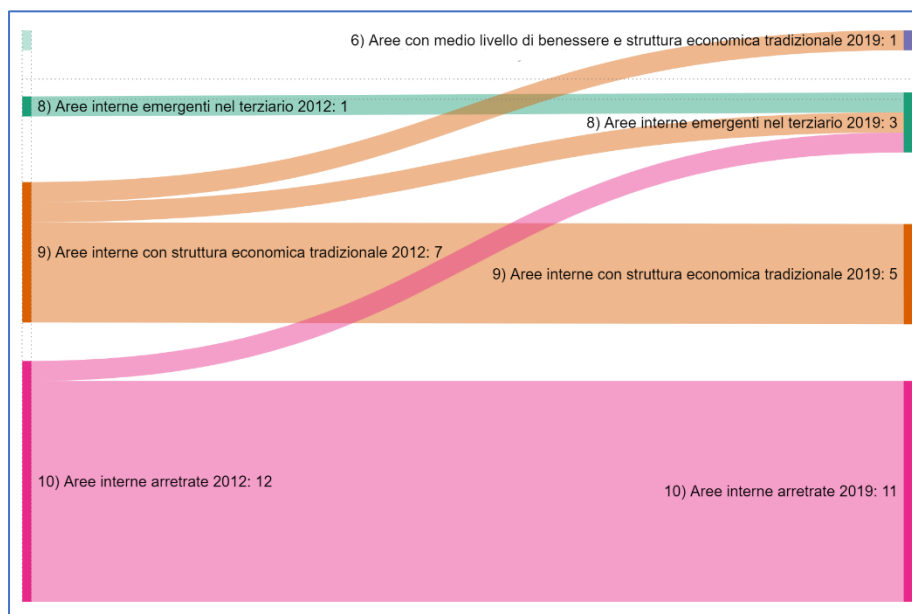 6) Aree con medio livello di benessere e struttura economica tradizionale 2019: 1
8) Aree interne emergenti nel terziario 2012: 1
8) Aree interne emergenti nel terziario 2019: 3
9) Aree interne con struttura economica tradizionale 2012: 7
9) Aree interne con struttura economica tradizionale 2019: 5
10) Aree interne arretrate 2012: 12
10) Aree interne arretrate 2019: 11